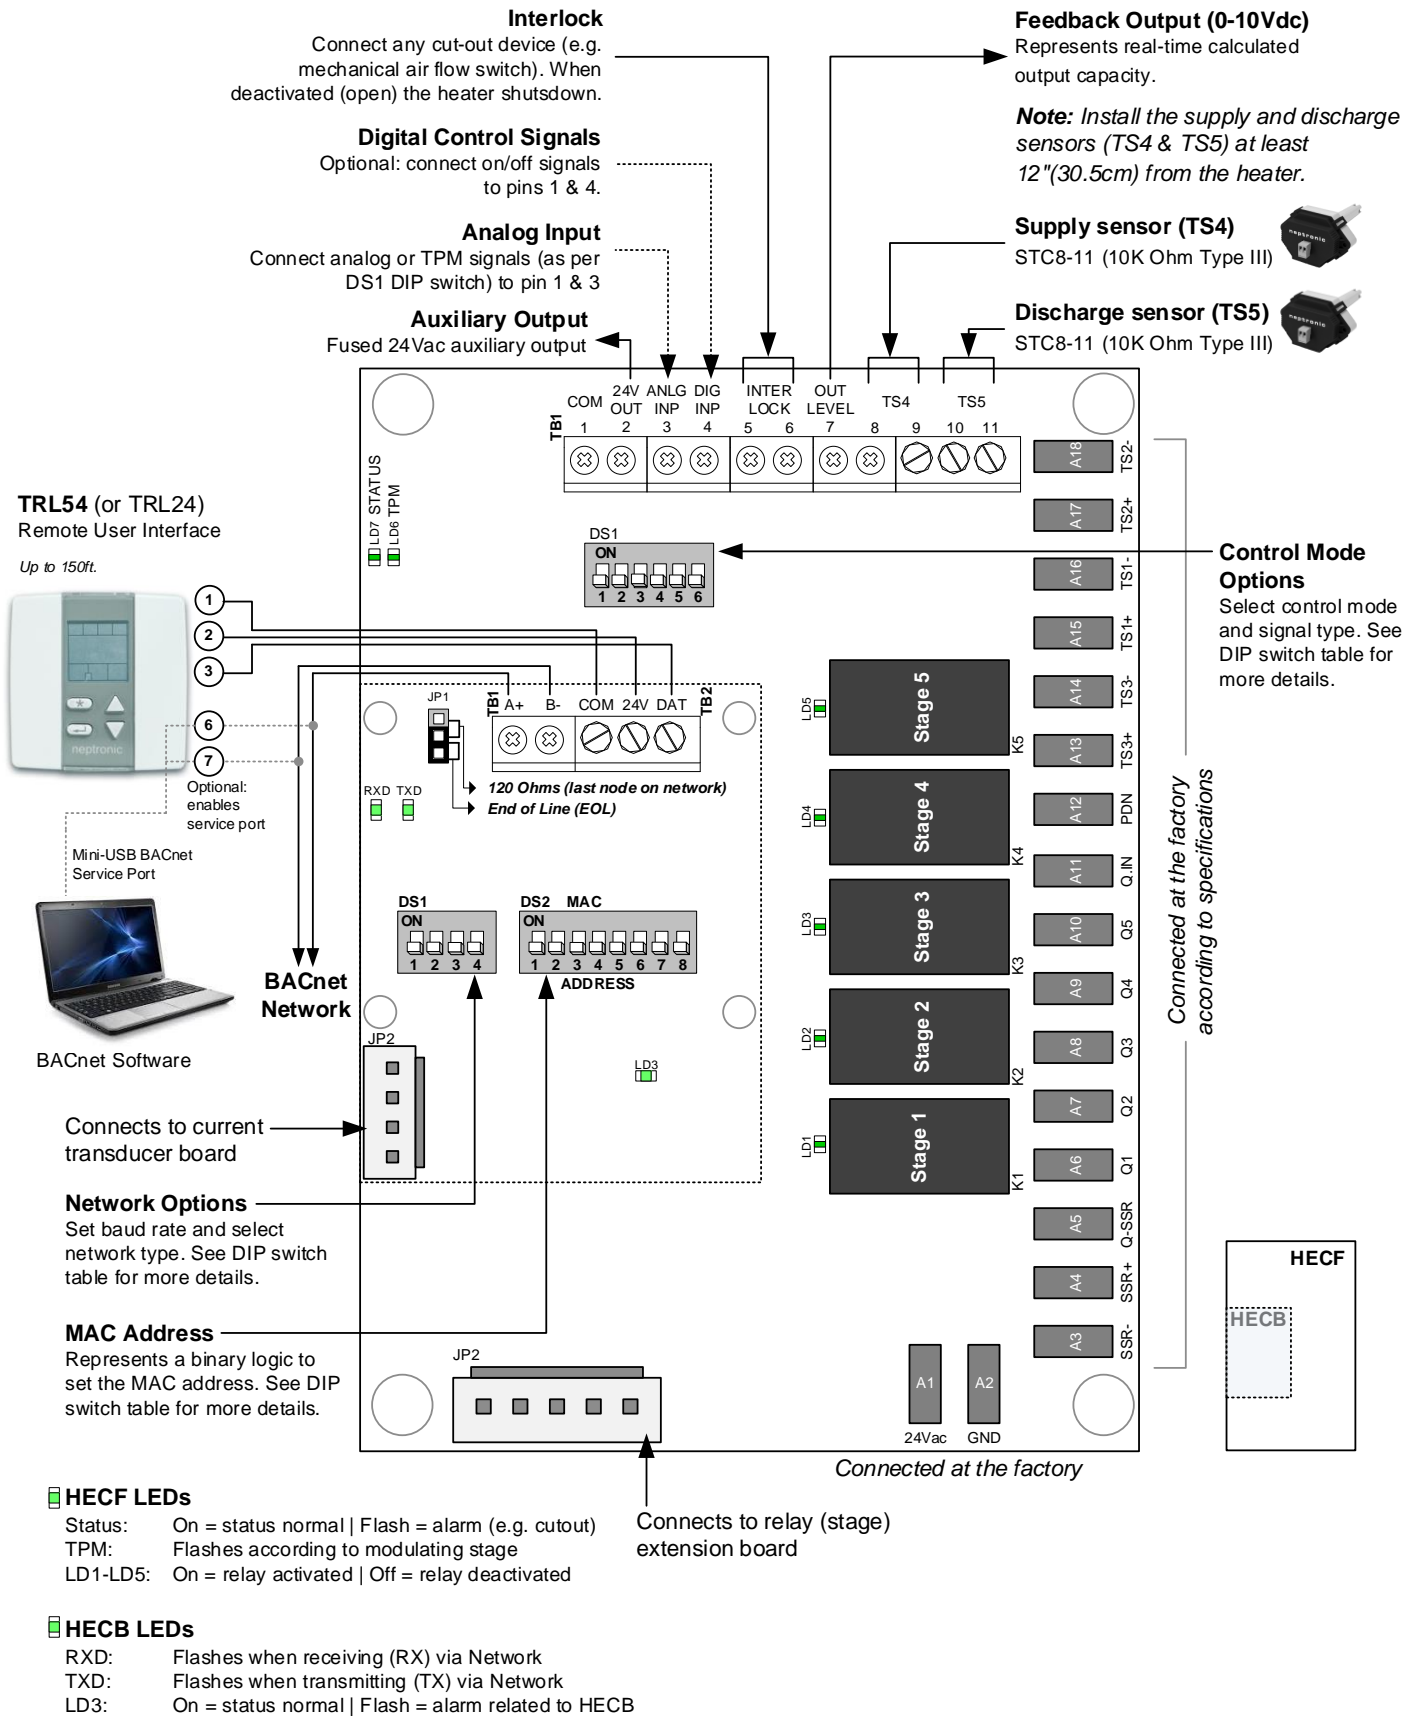 Interlock
Connect any cut-out device (e.g.
mechanical air flow switch). When
deactivated (open) the heater shutsdown.
Digital Control Signals
Optional: connect on/off signals
to pins 1 & 4.
Analog Input
Connect analog or TPM signals (as per
DS1 DIP switch) to pin 1 & 3
Auxiliary Output
Fused 24Vac auxiliary output
Feedback Output (0-10Vdc)
Represents real-time calculated
output capacity.
Note: Install the supply and discharge
sensors (TS4 & TS5) at least
12"(30.5cm) from the heater.
Supply sensor (TS4)
STC8-11 (10K Ohm Type III)
neptronic
Discharge sensor (TS5)
STC8-11 (10K Ohm Type III)
neptronic
COM
24V
OUT
ANLG
INP
DIG
INP
INTER
LOCK
OUT
LEVEL
TS4
TS5
TB1
1 2 3 4 5 6 7 8 9 10 11
LD7 STATUS
LD6 TPM
DS1
ON
1 2 3 4 5 6
Control Mode
Options
Select control mode
and signal type. See
DIP switch table for
more details.
TRL54 (or TRL24)
Remote User Interface
Up to 150ft.
neptronic
1
2
3
6
7
Optional:
enables
service port
Mini-USB BACnet
Service Port
BACnet Software
BACnet
Network
JP1
TB1
A+ B- COM 24V DAT
TB2
120 Ohms (last node on network)
End of Line (EOL)
RXD TXD
DS1
ON
1 2 3 4
DS2 MAC
ON
1 2 3 4 5 6 7 8
ADDRESS
JP2
LD3
Connects to current
transducer board
Network Options
Set baud rate and select
network type. See DIP switch
table for more details.
MAC Address
Represents a binary logic to
set the MAC address. See DIP
switch table for more details.
JP2
Connects to relay (stage)
extension board
LD5
Stage 5
K5
LD4
Stage 4
K4
LD3
Stage 3
K3
LD2
Stage 2
K2
LD1
Stage 1
K1
A18 TS2-
A17 TS2+
A16 TS1-
A15 TS1+
A14 TS3-
A13 TS3+
A12 PDN
A11 Q.IN
A10 Q5
A9 Q4
A8 Q3
A7 Q2
A6 Q1
A5 Q-SSR
A4 SSR+
A3 SSR-
Connected at the factory
according to specifications
A1
24Vac
A2
GND
Connected at the factory
HECF
HECB
HECF LEDs
Status: On = status normal | Flash = alarm (e.g. cutout)
TPM: Flashes according to modulating stage
LD1-LD5: On = relay activated | Off = relay deactivated
HECB LEDs
RXD: Flashes when receiving (RX) via Network
TXD: Flashes when transmitting (TX) via Network
LD3: On = status normal | Flash = alarm related to HECB